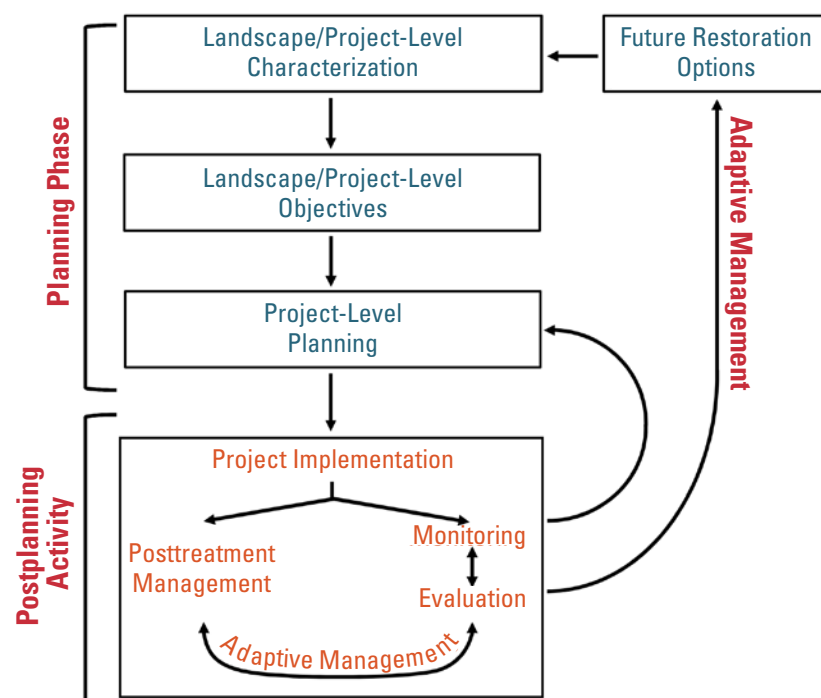 Landscape/Project-Level
Characterization
Future Restoration
Options
Planning Phase
Landscape/Project-Level
Objectives
Adaptive Management
Project-Level
Planning
Postplanning
Activity
Project Implementation
Posttreatment
Management
Monitoring
Evaluation
Adaptive Management